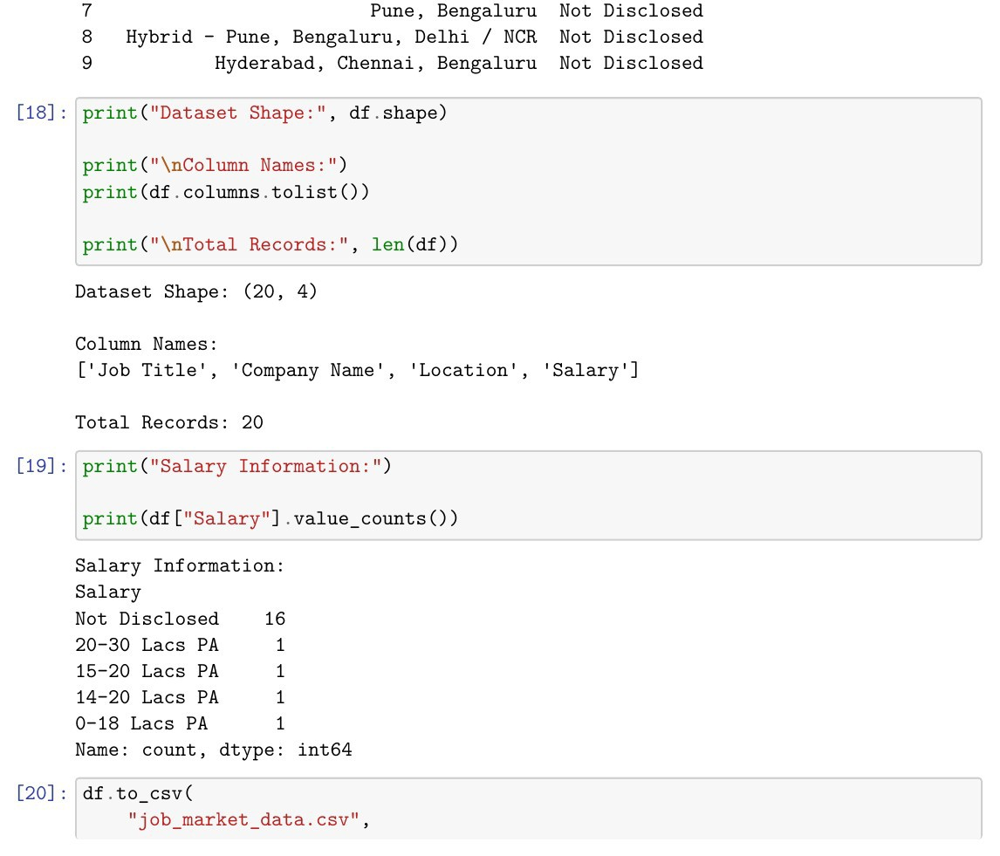 7                         Pune, Bengaluru  Not Disclosed
8   Hybrid - Pune, Bengaluru, Delhi / NCR  Not Disclosed
9           Hyderabad, Chennai, Bengaluru  Not Disclosed
[18]: print("Dataset Shape:", df.shape)
print("\nColumn Names:")
print(df.columns.tolist())
print("\nTotal Records:", len(df))
Dataset Shape: (20, 4)
Column Names:
['Job Title', 'Company Name', 'Location', 'Salary']
Total Records: 20
[19]: print("Salary Information:")
print(df["Salary"].value_counts())
Salary Information:
Salary
Not Disclosed    16
20-30 Lacs PA     1
15-20 Lacs PA     1
14-20 Lacs PA     1
0-18 Lacs PA      1
Name: count, dtype: int64
[20]: df.to_csv(
    "job_market_data.csv",